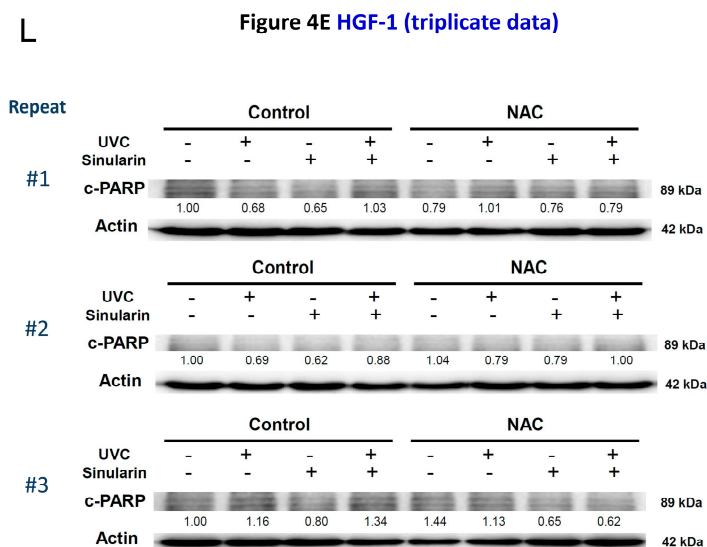 L
Figure 4E HGF-1 (triplicate data)
Repeat
Control NAC
UVC - + - + - + - +
Sinularin - - + + - - + +
#1
c-PARP 89 kDa
1.00 0.68 0.65 1.03 0.79 1.01 0.76 0.79
Actin 42 kDa
Control NAC
UVC - + - + - + - +
Sinularin - - + + - - + +
#2
c-PARP 89 kDa
1.00 0.69 0.62 0.88 1.04 0.79 0.79 1.00
Actin 42 kDa
Control NAC
UVC - + - + - + - +
Sinularin - - + + - - + +
#3
c-PARP 89 kDa
1.00 1.16 0.80 1.34 1.44 1.13 0.65 0.62
Actin 42 kDa